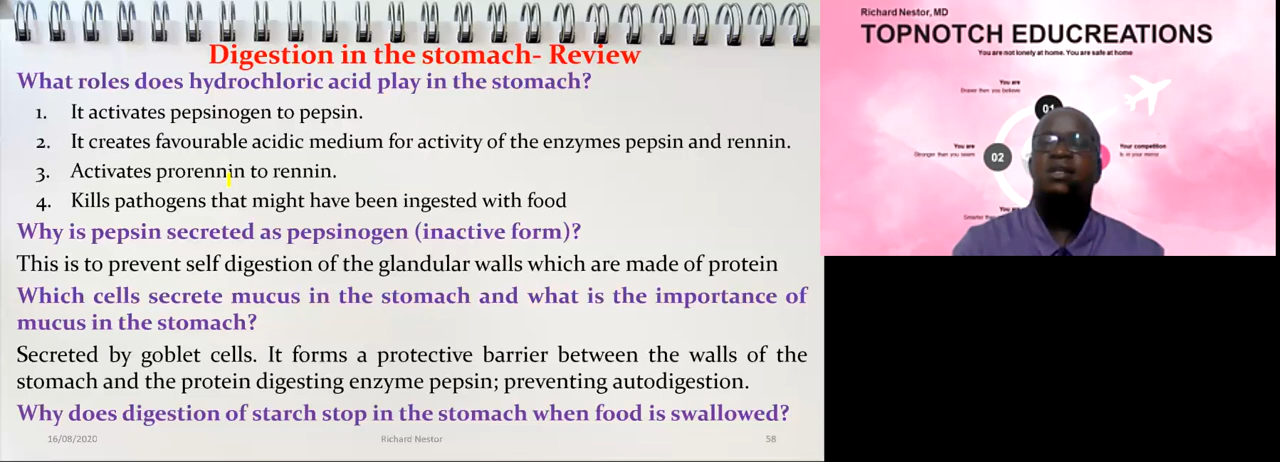 Digestion in the stomach- Review
What roles does hydrochloric acid play in the stomach?
1. It activates pepsinogen to pepsin.
2. It creates favourable acidic medium for activity of the enzymes pepsin and rennin.
3. Activates prorennin to rennin.
4. Kills pathogens that might have been ingested with food
Why is pepsin secreted as pepsinogen (inactive form)?
This is to prevent self digestion of the glandular walls which are made of protein
Which cells secrete mucus in the stomach and what is the importance of
mucus in the stomach?
Secreted by goblet cells. It forms a protective barrier between the walls of the
stomach and the protein digesting enzyme pepsin; preventing autodigestion.
Why does digestion of starch stop in the stomach when food is swallowed?
16/08/2020
Richard Nestor
58
Richard Nestor, MD
TOPNOTCH EDUCREATIONS
You are not lonely at home. You are safe at home
You are
01
You are
Stronger than you seem
02
Your competition
is in your mirror
You are